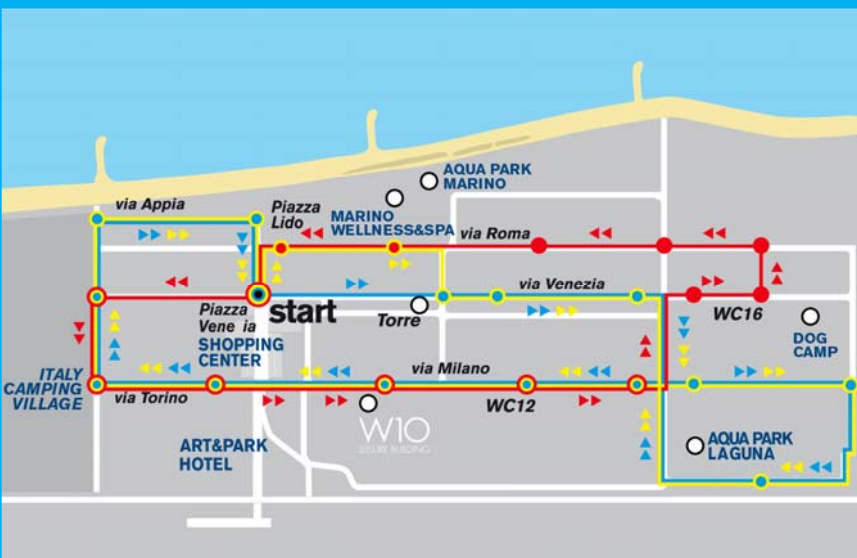 AQUA PARK
MARINO
via Appia
Piazza
Lido
MARINO
WELLNESS&SPA
via Roma
via Venezia
Piazza
Vene ia
start
SHOPPING
CENTER
Torre
WC16
DOG
CAMP
ITALY
CAMPING
VILLAGE
via Torino
via Milano
WC12
W10
LEISURE BUILDING
ART&PARK
HOTEL
AQUA PARK
LAGUNA